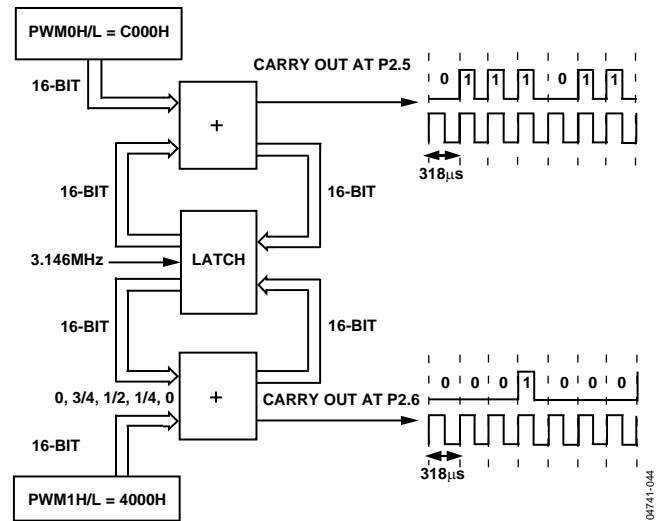 PWM0H/L = C000H
16-BIT
CARRY OUT AT P2.5
0 1 1 1 0 1 1
+
318μs
16-BIT
16-BIT
3.146MHz
LATCH
16-BIT
16-BIT
0, 3/4, 1/2, 1/4, 0
+
CARRY OUT AT P2.6
0 0 0 1 0 0 0
16-BIT
318μs
PWM1H/L = 4000H
04741-044